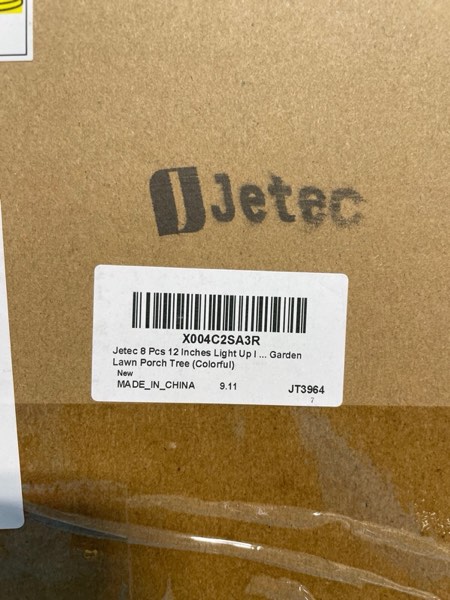 Jetec
X004C2SA3R
Jetec 8 Pcs 12 Inches Light Up I ... Garden
Lawn Porch Tree (Colorful)
New
MADE_IN_CHINA 9.11 JT3964
7